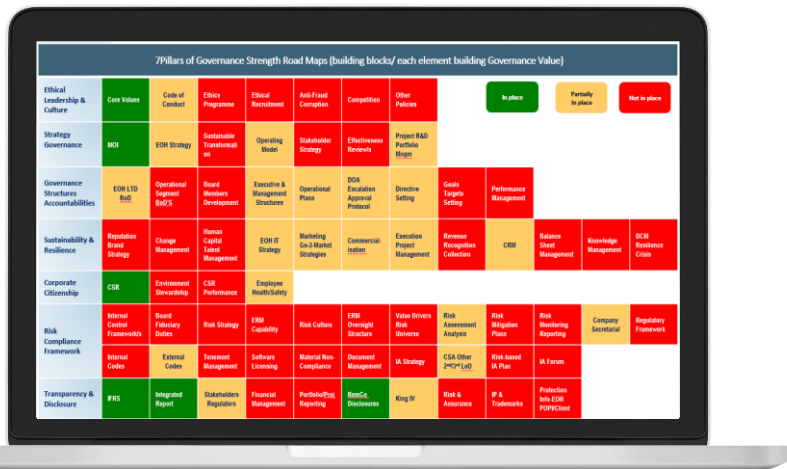 7Pillars of Governance Strength Road Maps (building blocks/ each element building Governance Value)
Ethical
Leadership &
Culture
Core Values
Code of
Conduct
Ethics
Programme
Ethical
Recruitment
Anti-Fraud
Corruption
Competition
Other
Policies
In place
Partially
In place
Not in place
Strategy
Governance
MOI
EOH Strategy
Sustainable
Transformati
on
Operating
Model
Stakeholder
Strategy
Effectiveness
Reviews
Project R&D
Portfolio
Mngm
Governance
Structures
Accountabilities
EOH LTD
BoD
Operational
Segment
BoD'S
Board
Members
Development
Executive &
Management
Structures
Operational
Plans
DOA
Escalation
Approval
Protocol
Directive
Setting
Goals
Targets
Setting
Performance
Management
Sustainability &
Resilience
Reputation
Brand
Strategy
Change
Management
Human
Capital
Talent
Management
EOH IT
Strategy
Marketing
Go-2-Market
Strategies
Commercial-
isation
Execution
Project
Management
Revenue
Recognition
Collection
CRM
Balance
Sheet
Management
Knowledge
Management
BCM
Resilience
Crisis
Corporate
Citizenship
CSR
Environment
Stewardship
CSR
Performance
Employee
Health/Safety
Risk
Compliance
Framework
Internal
Control
Framework/s
Board
Fiduciary
Duties
Risk Strategy
ERM
Capability
Risk Culture
ERM
Oversight
Structure
Value Drivers
Risk
Universe
Risk
Assessment
Analysis
Risk
Mitigation
Plans
Risk
Monitoring
Reporting
Company
Secretarial
Regulatory
Framework
Internal
Codes
External
Codes
Tenement
Management
Software
Licensing
Material Non-
Compliance
Document
Management
IA Strategy
CSA Other
2nd/3rd LoD
Risk-based
IA Plan
IA Forum
Transparency &
Disclosure
IFRS
Integrated
Report
Stakeholders
Regulators
Financial
Management
Portfolio/Proj
Reporting
RemCo
Disclosures
King IV
Risk &
Assurance
IP &
Trademarks
Protection
Info-EOH
POPI/Client